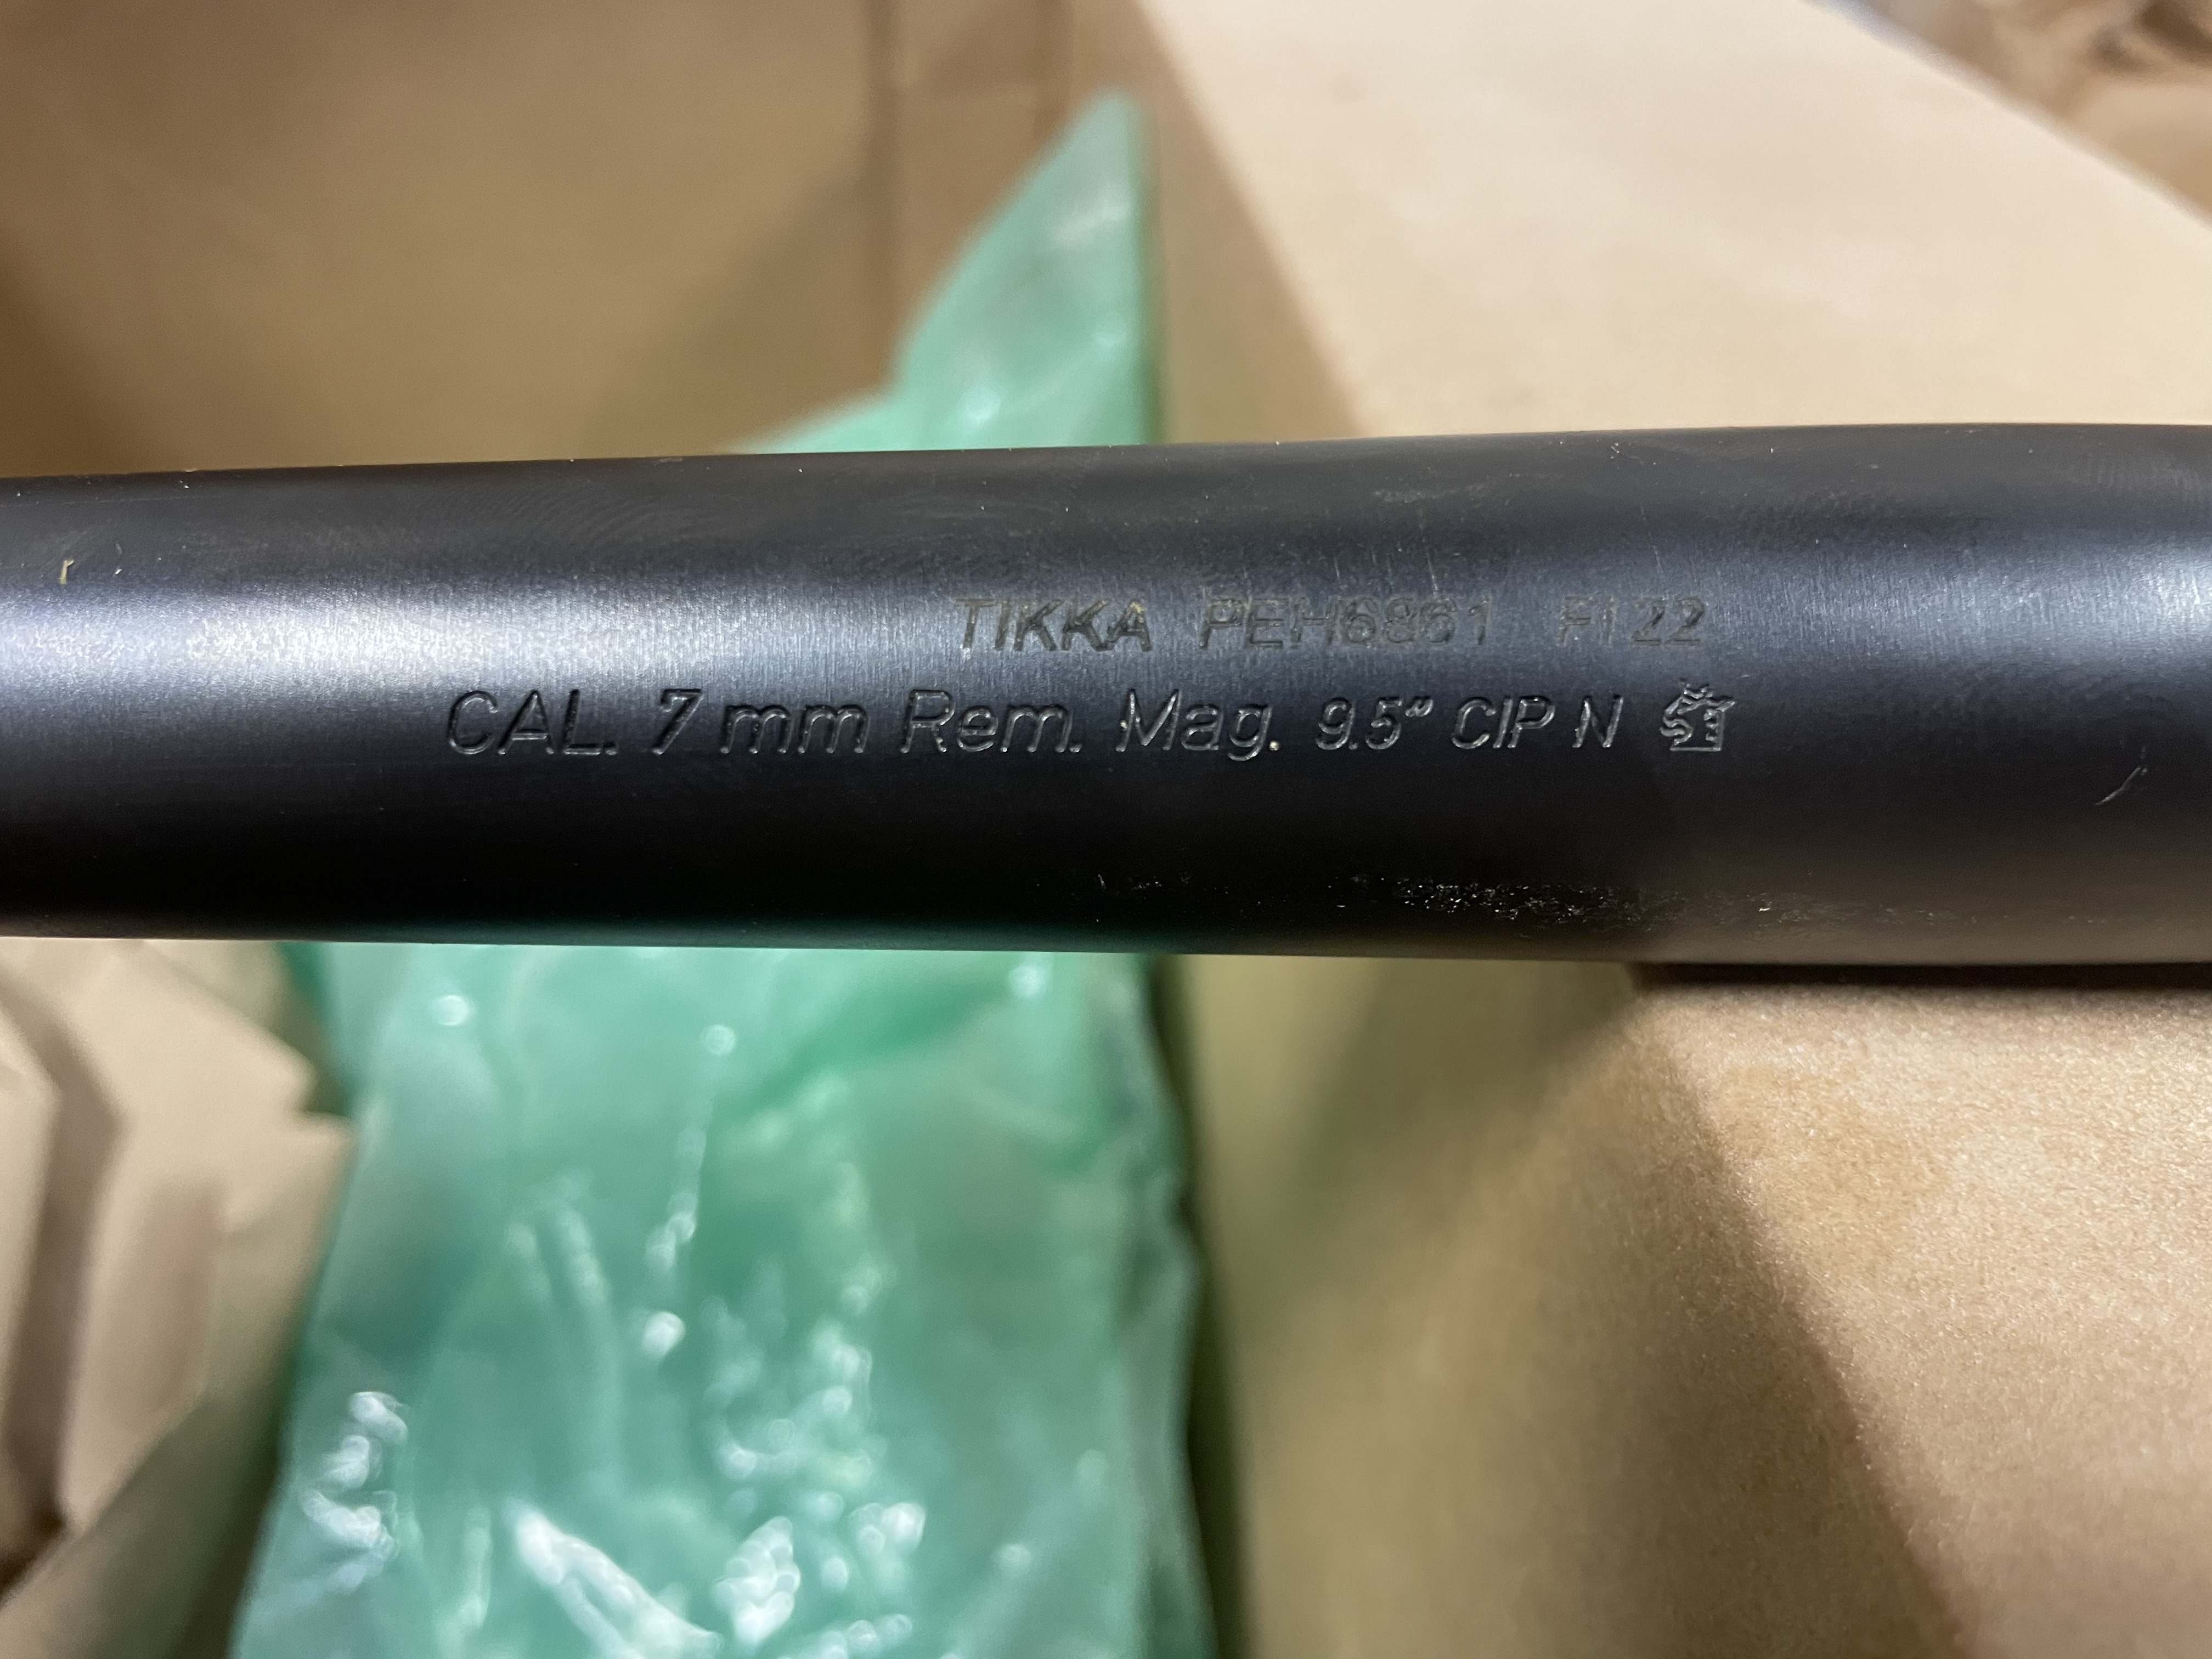 TIKKA PEH6861 FI 22
CAL. 7 mm Rem. Mag. 9.5" CIP N